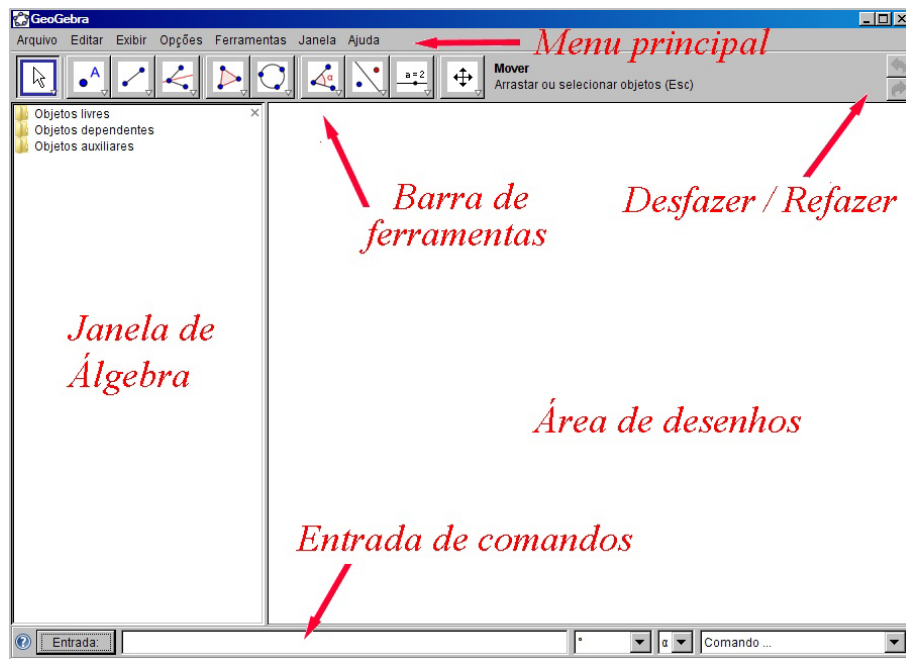 GeoGebra
Arquivo Editar Exibir Opções Ferramentas Janela Ajuda
Menu principal
A
α
a=2
Mover
Arrastar ou selecionar objetos (Esc)
Objetos livres
Objetos dependentes
Objetos auxiliares
Barra de
ferramentas
Desfazer / Refazer
Janela de
Álgebra
Área de desenhos
Entrada de comandos
Entrada:
° α Comando ...